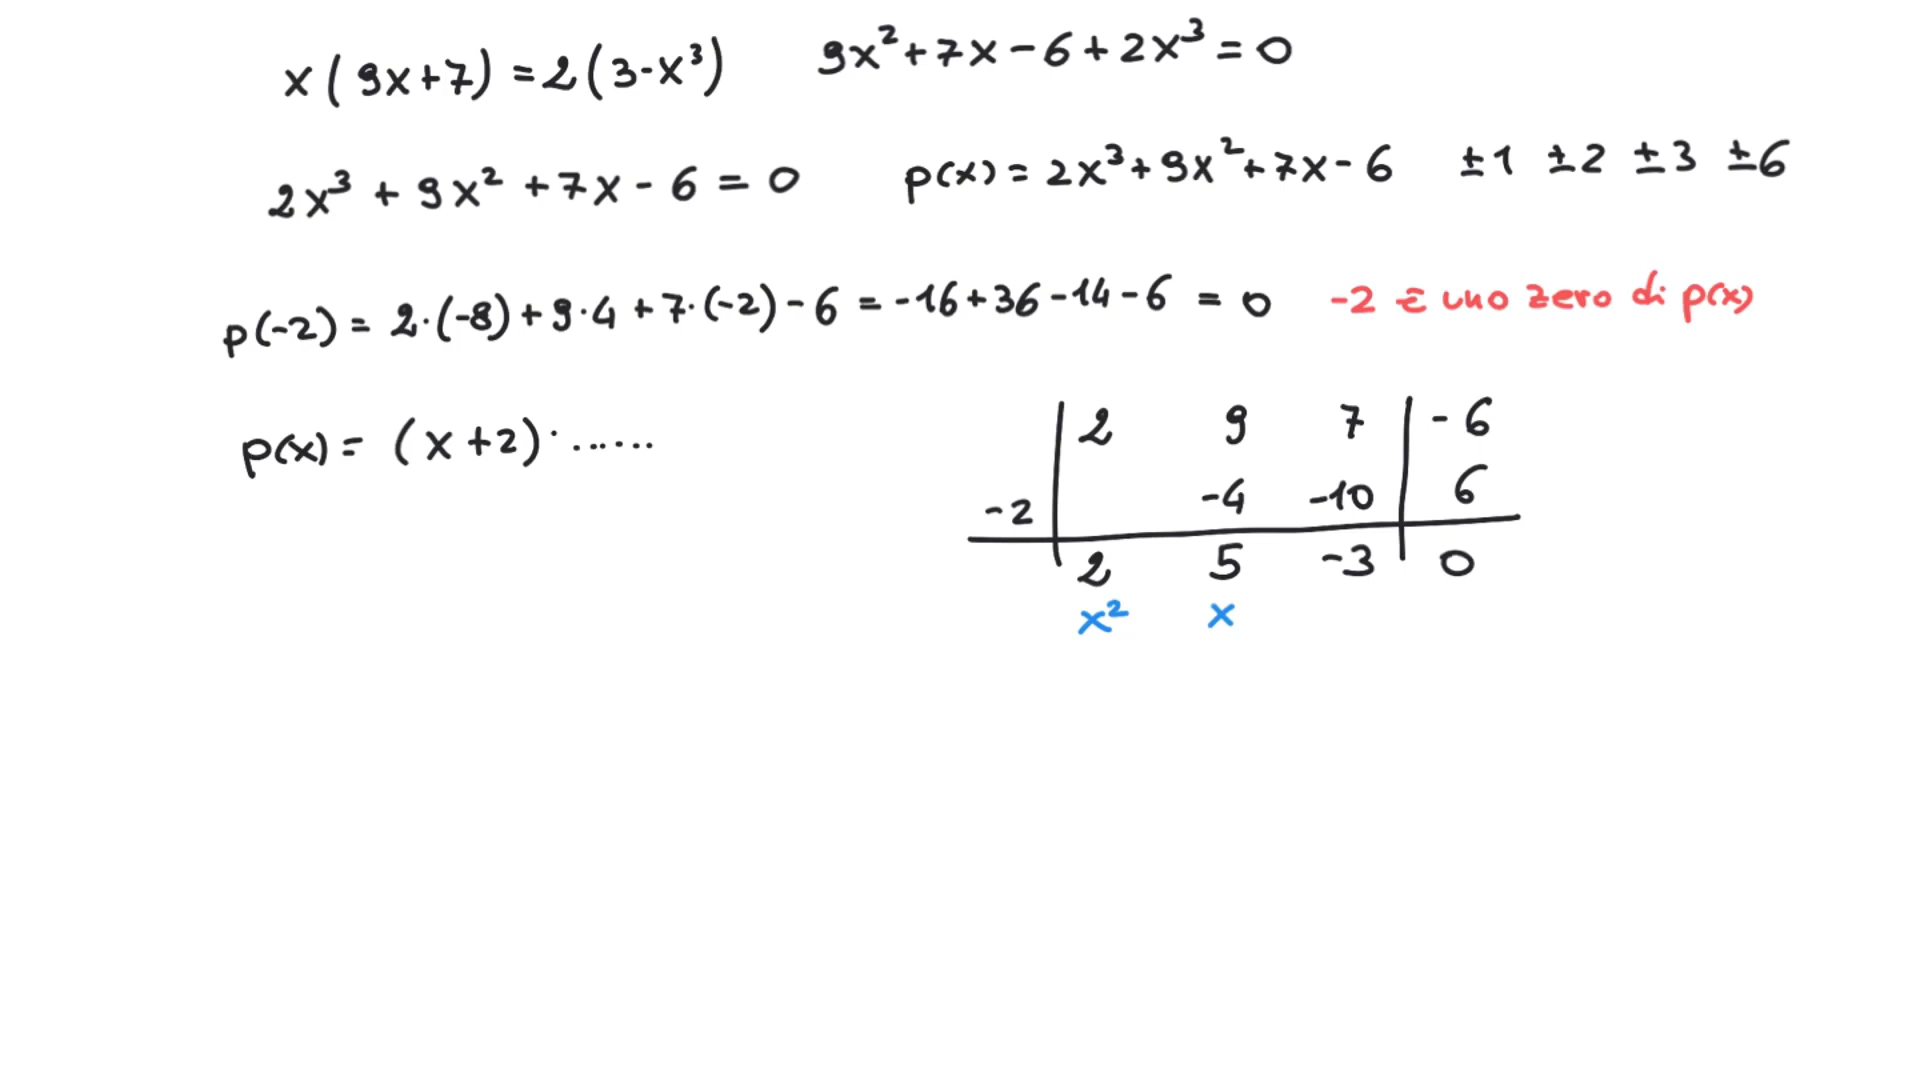 x(9x+7)=2(3-x³) 9x²+7x-6+2x³=0
2x³+9x²+7x-6=0 p(x)=2x³+9x²+7x-6 ±1 ±2 ±3 ±6
p(-2)=2·(-8)+9·4+7·(-2)-6=-16+36-14-6=0 -2 È uno zero di p(x)
p(x)=(x+2)·......
2 9 7 -6
-2 -4 -10 6
2 5 -3 0
x² x